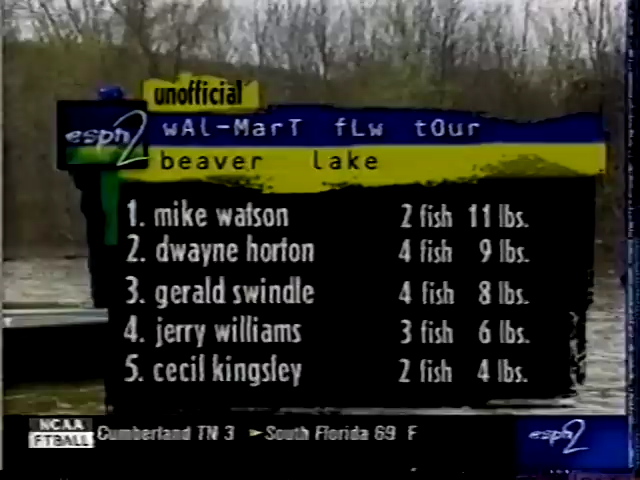 unofficial
espn2 wAl-MarT fLw tOur
beaver lake
1. mike watson 2 fish 11 lbs.
2. dwayne horton 4 fish 9 lbs.
3. gerald swindle 4 fish 8 lbs.
4. jerry williams 3 fish 6 lbs.
5. cecil kingsley 2 fish 4 lbs.
NCAA
FTBALL Cumberland TN 3 ►South Florida 69 F
espn2